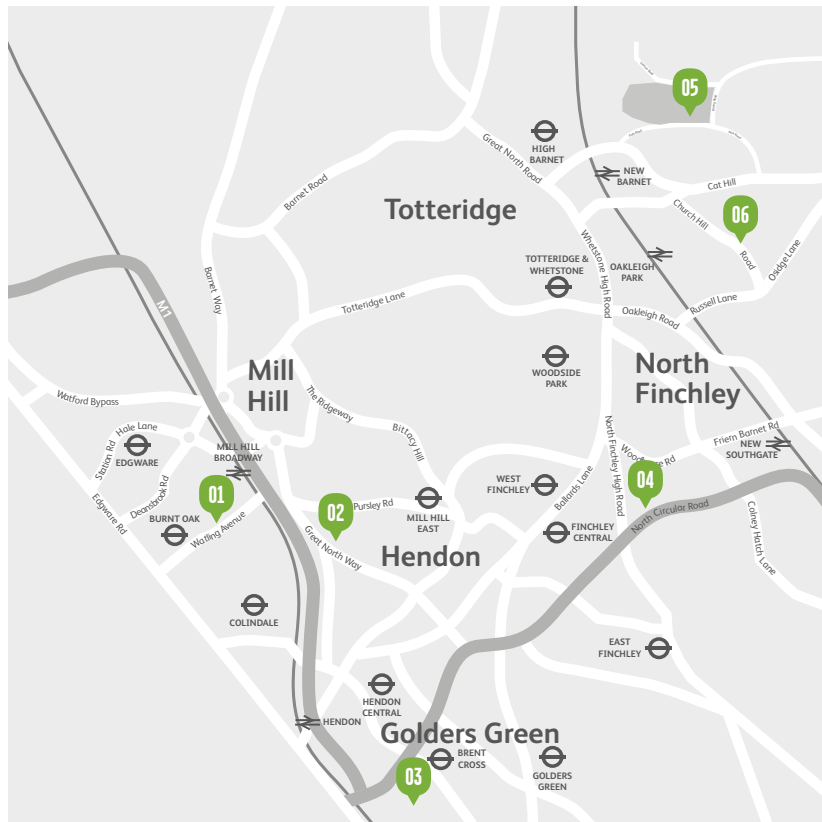 05
HIGH
BARNET
Great North Road
NEW
BARNET
Barnet Road
Cat Hill
Totteridge
Church Hill
Road
06
Whetstone High Road
OAKLEIGH
PARK
Osidge Lane
TOTTERIDGE &
WHETSTONE
Barnet Way
M1
Totteridge Lane
Russell Lane
Oakleigh Road
WOODSIDE
PARK
North
Finchley
Mill
Hill
Watford Bypass
The Ridgeway
Bittacy Hill
Hale Lane
Station Rd
EDGWARE
MILL HILL
BROADWAY
Friern Barnet Rd
NEW
SOUTHGATE
North Finchley High Road
WEST
FINCHLEY
Ballards Lane
04
Edgware Rd
Deansbrook Rd
01
BURNT OAK
Watling Avenue
02
Pursley Rd
MILL HILL
EAST
North Circular Road
Colney Hatch Lane
FINCHLEY
CENTRAL
Great North Way
Hendon
COLINDALE
EAST
FINCHLEY
HENDON
CENTRAL
HENDON
Golders Green
BRENT
CROSS
03
GOLDERS
GREEN